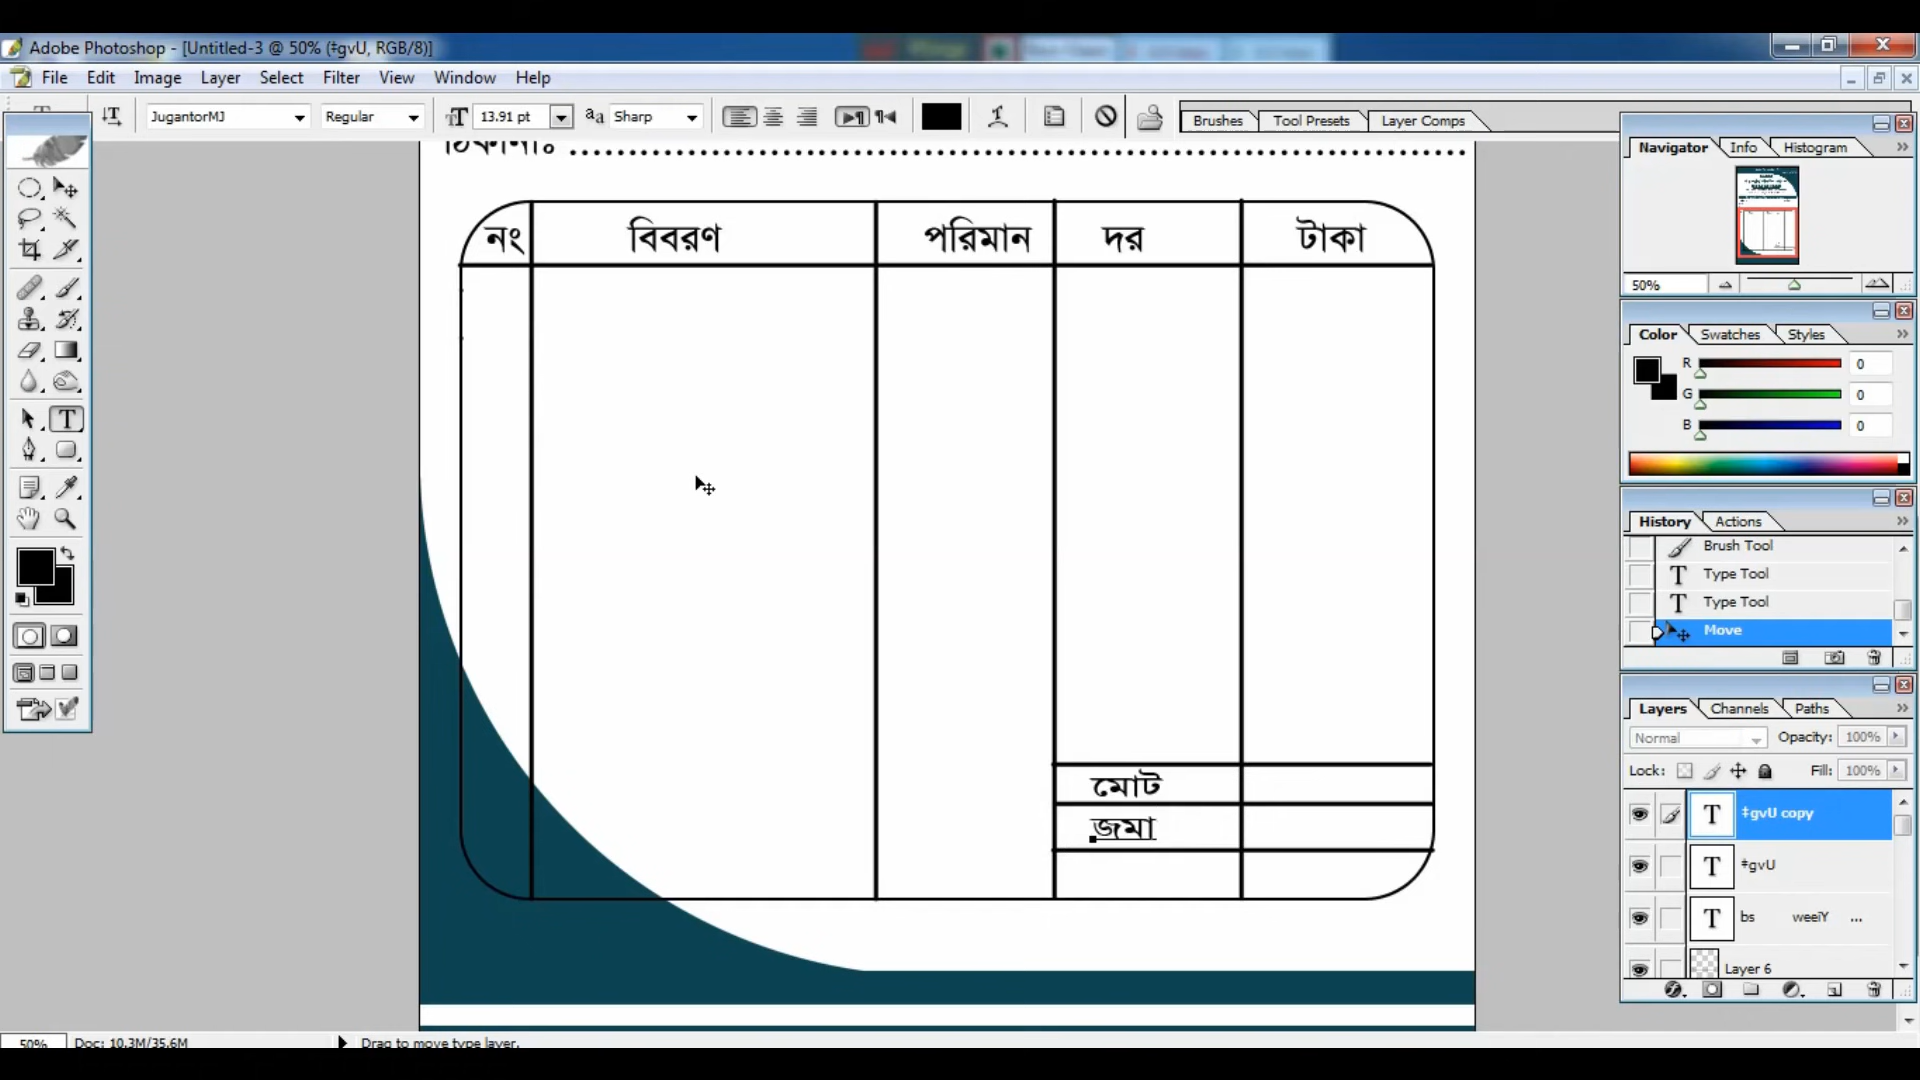 Adobe Photoshop - [Untitled-3 @ 50% (‡gvU, RGB/8)]
File Edit Image Layer Select Filter View Window Help
JugantorMJ Regular 13.91 pt aa Sharp Brushes Tool Presets Layer Comps
ঠিকানাঃ ........................................................................
Navigator Info Histogram
50%
নং বিবরণ পরিমান দর টাকা
Color Swatches Styles
R 0
G 0
B 0
History Actions
Brush Tool
Type Tool
Type Tool
Move
Layers Channels Paths
Normal Opacity: 100%
Lock: Fill: 100%
মোট
জমা
‡gvU copy
‡gvU
bs weeiY ...
Layer 6
50% Doc: 10.3M/35.6M Drag to move type layer.